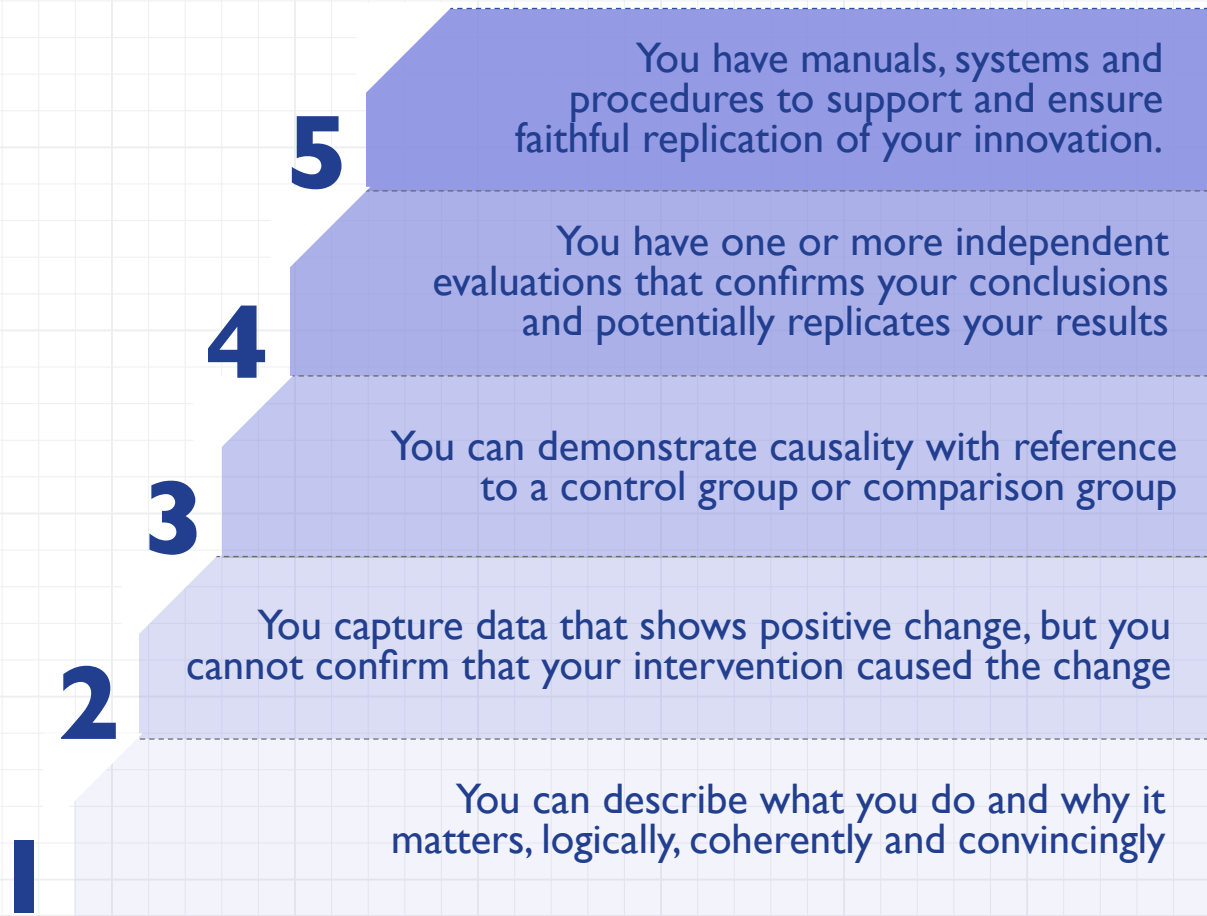 You have manuals, systems and
procedures to support and ensure
faithful replication of your innovation.
5
You have one or more independent
evaluations that confirms your conclusions
and potentially replicates your results
4
You can demonstrate causality with reference
to a control group or comparison group
3
You capture data that shows positive change, but you
cannot confirm that your intervention caused the change
2
You can describe what you do and why it
matters, logically, coherently and convincingly
1